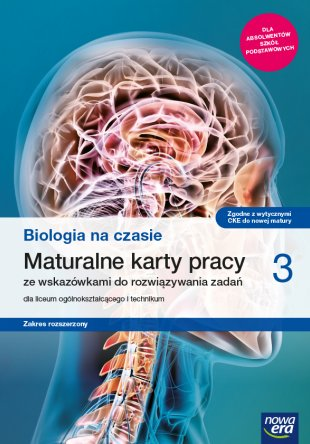 DLA
ABSOLWENTÓW
SZKÓŁ
PODSTAWOWYCH
Zgodne z wytycznymi
CKE do nowej matury
Biologia na czasie
Maturalne karty pracy 3
ze wskazówkami do rozwiązywania zadań
dla liceum ogólnokształcącego i technikum
Zakres rozszerzony
nowa
era